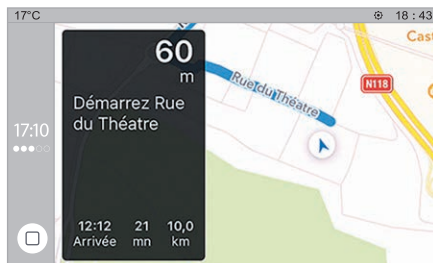 17°C
18 : 43
17:10
60
m
Démarrez Rue
du Théatre
12:12 21 10,0
Arrivée mn km
Rue du Théatre
N118
Cast